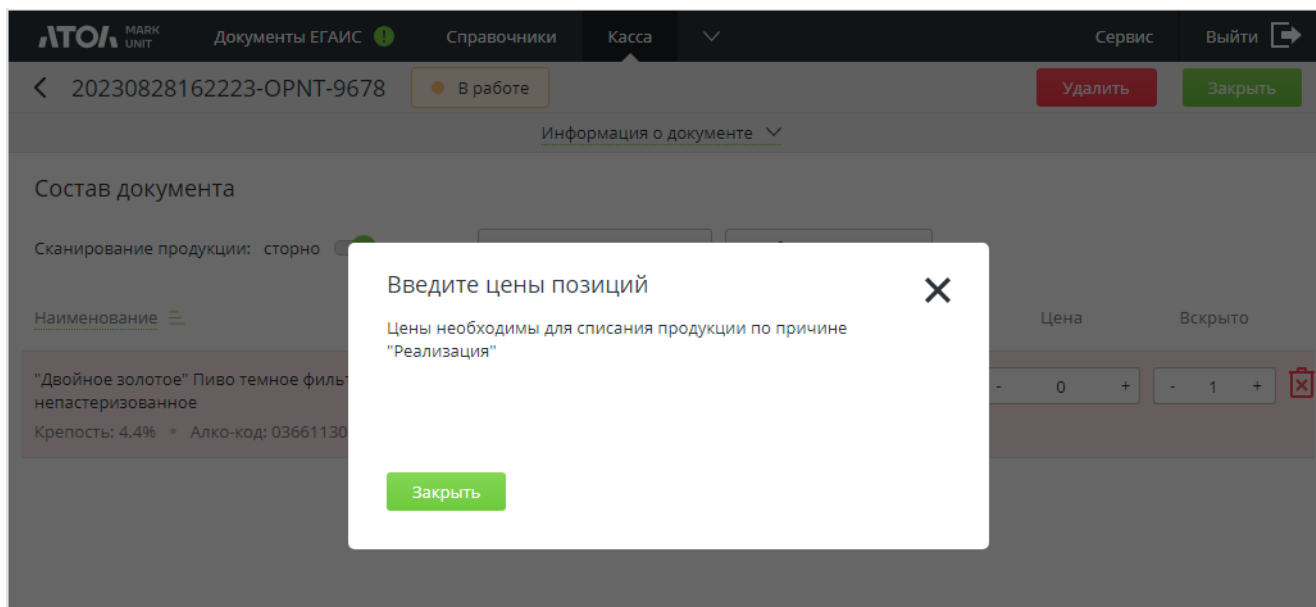 АТОЛ MARK UNIT Документы ЕГАИС ! Справочники Касса Сервис Выйти
20230828162223-OPNT-9678 В работе Удалить Закрыть
Информация о документе
Состав документа
Сканирование продукции: сторно
Введите цены позиций
Цены необходимы для списания продукции по причине
"Реализация"
Закрыть
Наименование Цена Вскрыто
"Двойное золотое" Пиво темное
непастеризованное - 0 + - 1 +
Крепость: 4.4% • Алко-код: 03661130